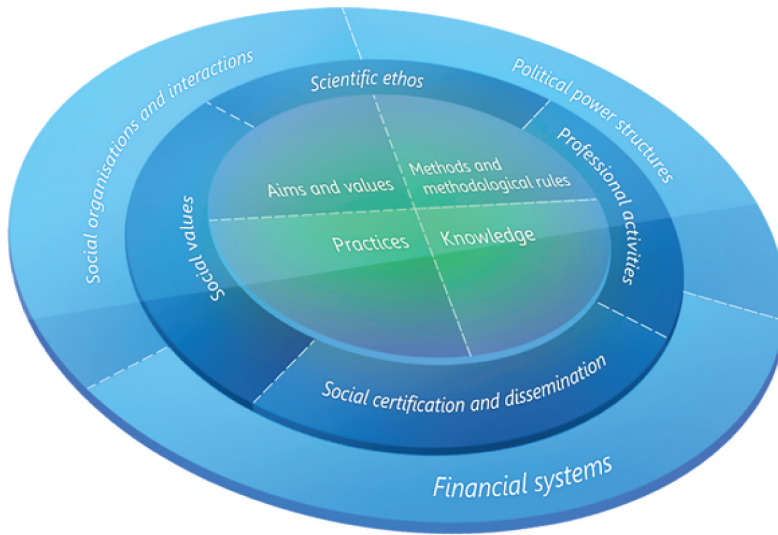 Social organisations and interactions
Political power structures
Scientific ethos
Professional activities
Aims and values
Methods and
methodological rules
Social values
Practices
Knowledge
Social certification and dissemination
Financial systems